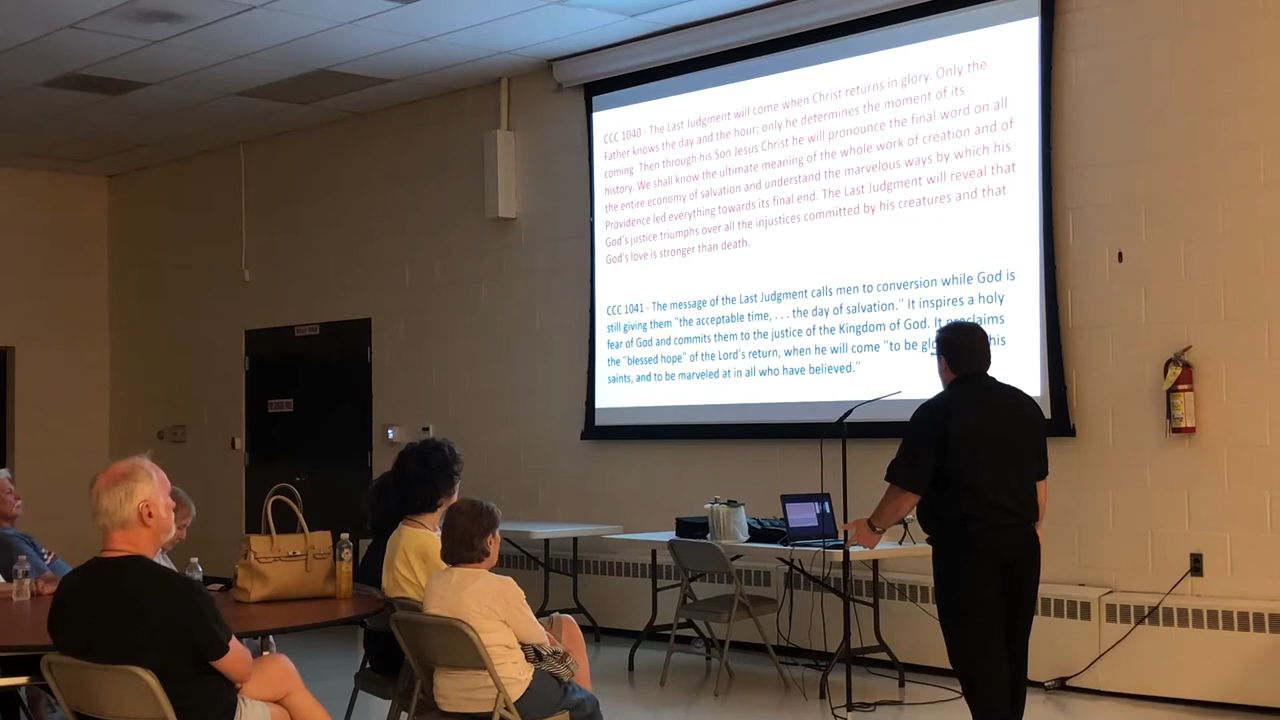 CCC 1040 - The Last Judgment will come when Christ returns in glory. Only the
Father knows the day and the hour; only he determines the moment of its
coming. Then through his Son Jesus Christ he will pronounce the final word on all
history. We shall know the ultimate meaning of the whole work of creation and of
the entire economy of salvation and understand the marvelous ways by which his
Providence led everything towards its final end. The Last Judgment will reveal that
God's justice triumphs over all the injustices committed by his creatures and that
God's love is stronger than death.
CCC 1041 - The message of the Last Judgment calls men to conversion while God is
still giving them "the acceptable time, . . . the day of salvation." It inspires a holy
fear of God and commits them to the justice of the Kingdom of God. It proclaims
the "blessed hope" of the Lord's return, when he will come "to be his
saints, and to be marveled at in all who have believed."